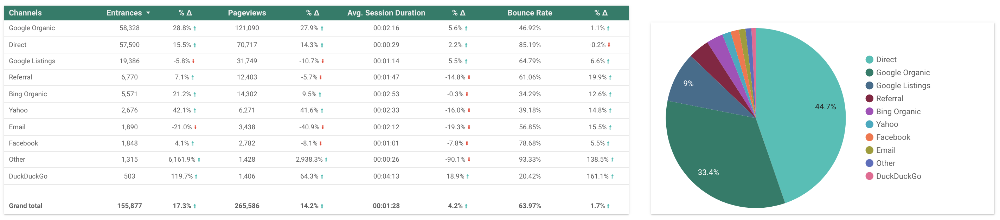 Channels Entrances % Δ Pageviews % Δ Avg. Session Duration % Δ Bounce Rate % Δ
Google Organic 58,328 28.8% 121,090 27.9% 00:02:16 5.6% 46.92% 1.1%
Direct 57,590 15.5% 70,717 14.3% 00:00:29 2.2% 85.19% -0.2%
Google Listings 19,386 -5.8% 31,749 -10.7% 00:01:14 5.5% 64.79% 6.6%
Referral 6,770 7.1% 12,403 -5.7% 00:01:47 -14.8% 61.06% 19.9%
Bing Organic 5,571 21.2% 14,302 9.5% 00:02:53 -0.3% 34.29% 12.6%
Yahoo 2,676 42.1% 6,271 41.6% 00:02:33 -16.0% 39.18% 14.8%
Email 1,890 -21.0% 3,438 -40.9% 00:02:12 -19.3% 56.85% 15.5%
Facebook 1,848 4.1% 2,782 -8.1% 00:01:01 -7.8% 78.68% 5.5%
Other 1,315 6,161.9% 1,428 2,938.3% 00:00:26 -90.1% 93.33% 138.5%
DuckDuckGo 503 119.7% 1,406 64.3% 00:04:13 18.9% 20.42% 161.1%
Grand total 155,877 17.3% 265,586 14.2% 00:01:28 4.2% 63.97% 1.7%
9%
44.7%
33.4%
Direct
Google Organic
Google Listings
Referral
Bing Organic
Yahoo
Facebook
Email
Other
DuckDuckGo